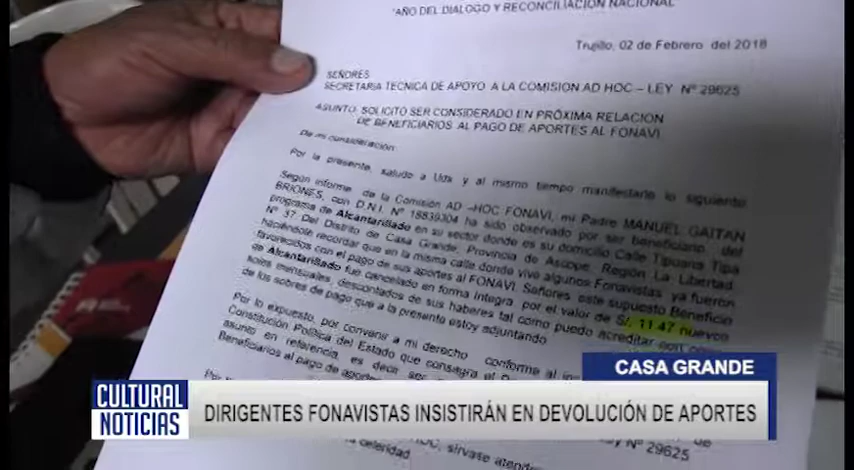 "AÑO DEL DIALOGO Y RECONCILIACION NACIONAL"
Trujillo, 02 de Febrero del 2018
SEÑORES
SECRETARIA TECNICA DE APOYO A LA COMISION AD HOC – LEY Nº 29625
ASUNTO: SOLICITO SER CONSIDERADO EN PRÓXIMA RELACION
DE BENEFICIARIOS AL PAGO DE APORTES AL FONAVI.
De mi consideración:
Por la presente, saludo a Uds y al mismo tiempo manifestarle lo siguiente
Según informe de la Comisión AD –HOC FONAVI, mi Padre MANUEL GAITAN
BRIONES, con D.N.I. Nº 18839304 ha sido observado por ser beneficiario del
programa de Alcantarillado en su sector donde es su domicilio Calle Tipuana Tipa
Nº 37. Del Distrito de Casa Grande, Provincia de Ascope, Región La Libertad
haciéndole recordar que en la misma calle donde vive algunos Fonavistas ya fueron
favorecidos con el pago de sus aportes al FONAVI. Señores este supuesto Beneficio
de Alcantarillado fue cancelado en forma íntegra por el valor de S/. 11.47 nuevos
soles mensuales, descontados de sus haberes tal como puedo acreditar con
de los sobres de pago que a la presente estoy adjuntando
Por lo expuesto, por convenir a mi derecho conforme al
Constitución Política del Estado que consagra el
asunto en referencia, es decir ser
Beneficiarios al pago de aportes
HOC, sírvase
Ley Nº 29625
celeridad
CASA GRANDE
CULTURAL
NOTICIAS
DIRIGENTES FONAVISTAS INSISTIRÁN EN DEVOLUCIÓN DE APORTES